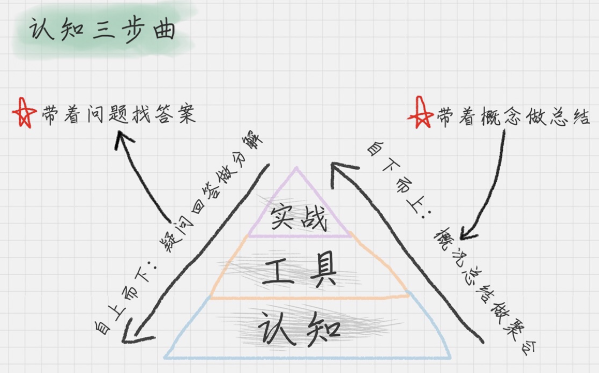 认知三步曲
带着问题找答案
带着概念做总结
自上而下：疑问回答做分解
自下而上：概况总结做聚合
实战
工具
认知